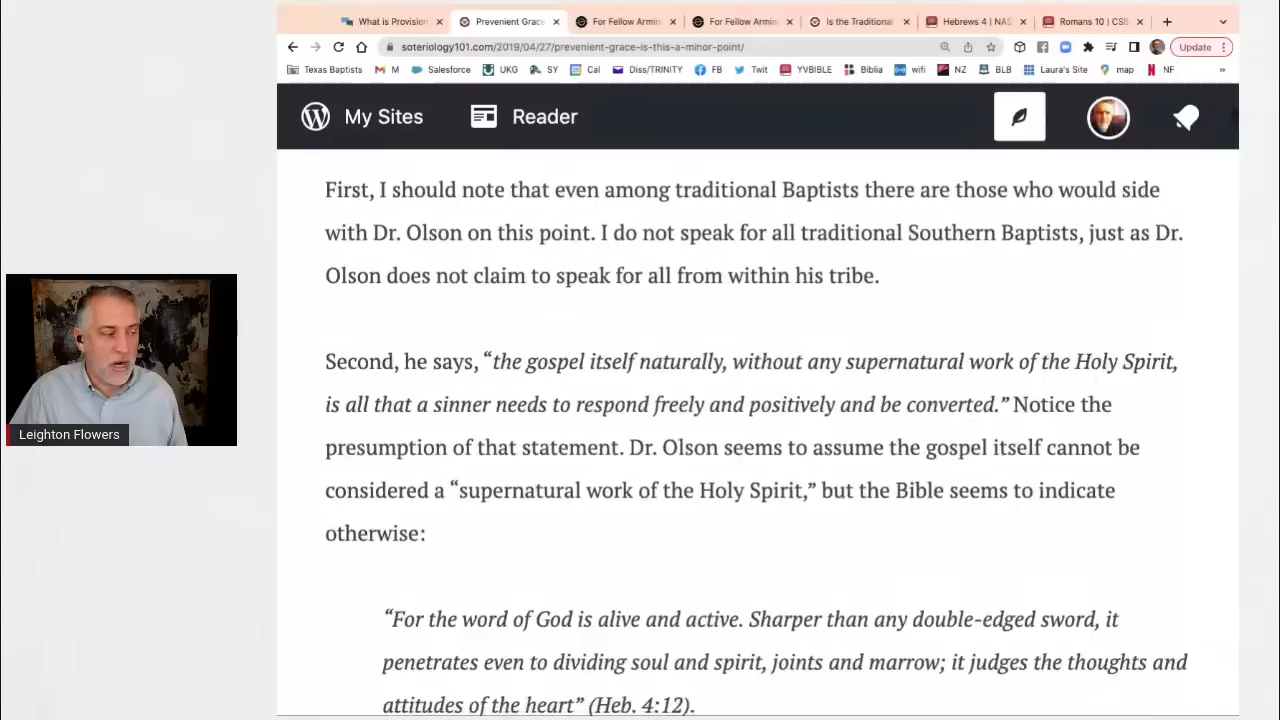 What is Provision
Prevenient Grace
For Fellow Armin
For Fellow Armin
Is the Traditional
Hebrews 4 | NAS
Romans 10 | CSB
soteriology101.com/2019/04/27/prevenient-grace-is-this-a-minor-point/
Update
Texas Baptists
M
Salesforce
UKG
SY
Cal
Diss/TRINITY
FB
Twit
YVBIBLE
Biblia
wifi
NZ
BLB
Laura's Site
map
NF
»
My Sites
Reader
First, I should note that even among traditional Baptists there are those who would side
with Dr. Olson on this point. I do not speak for all traditional Southern Baptists, just as Dr.
Olson does not claim to speak for all from within his tribe.
Second, he says, “the gospel itself naturally, without any supernatural work of the Holy Spirit,
is all that a sinner needs to respond freely and positively and be converted.” Notice the
presumption of that statement. Dr. Olson seems to assume the gospel itself cannot be
considered a “supernatural work of the Holy Spirit,” but the Bible seems to indicate
otherwise:
“For the word of God is alive and active. Sharper than any double-edged sword, it
penetrates even to dividing soul and spirit, joints and marrow; it judges the thoughts and
attitudes of the heart” (Heb. 4:12).
Leighton Flowers